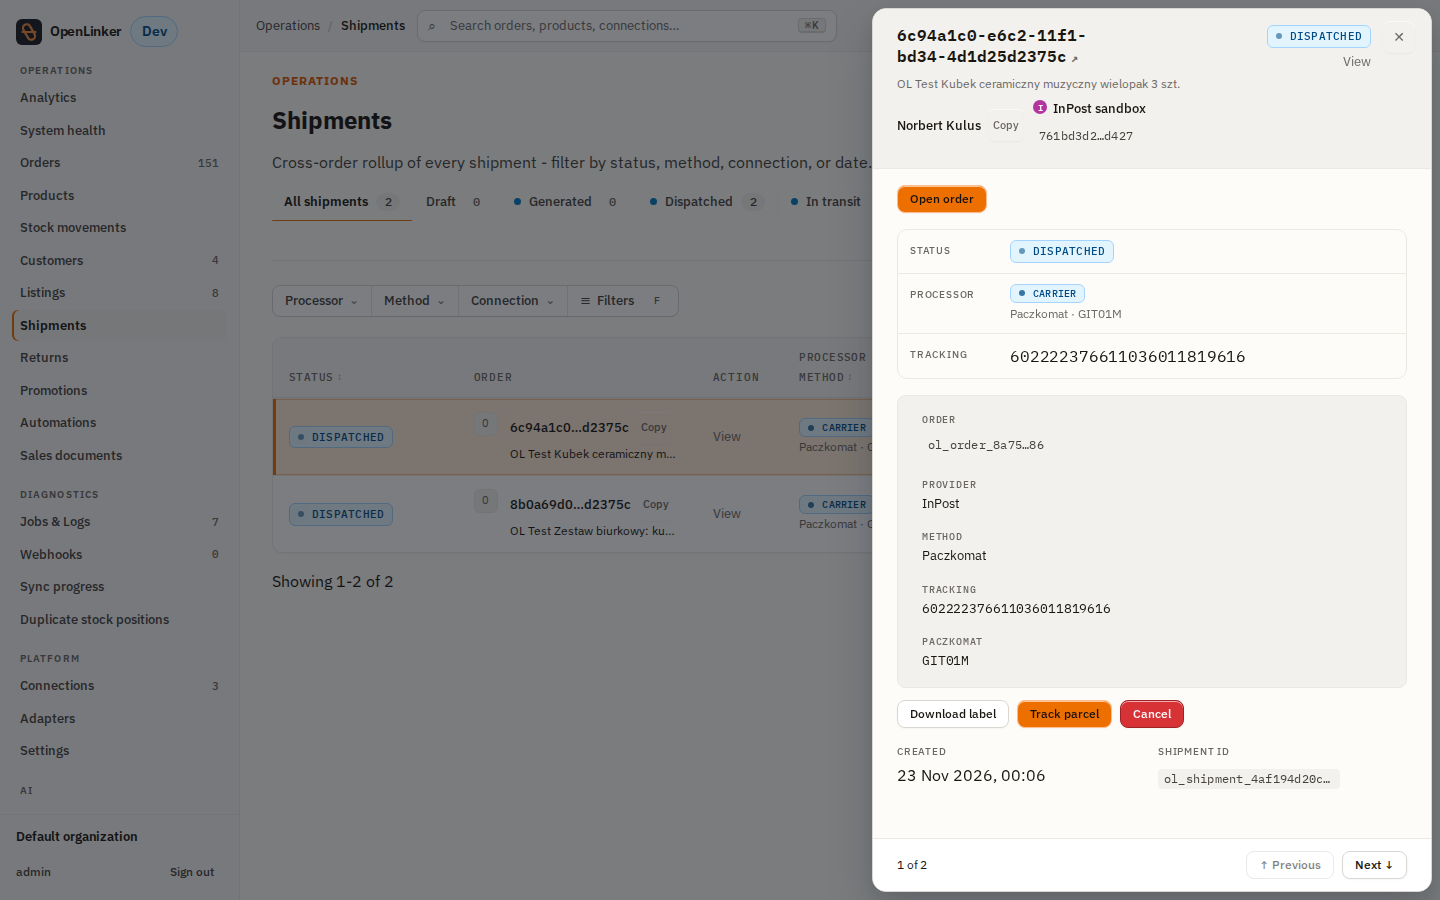 OpenLinker Dev
OPERATIONS
Analytics
System health
Orders 151
Products
Stock movements
Customers 4
Listings 8
Shipments
Returns
Promotions
Automations
Sales documents
DIAGNOSTICS
Jobs & Logs 7
Webhooks 0
Sync progress
Duplicate stock positions
PLATFORM
Connections 3
Adapters
Settings
AI
Default organization
admin Sign out
Operations / Shipments
Search orders, products, connections... ⌘K
OPERATIONS
Shipments
Cross-order rollup of every shipment - filter by status, method, connection, or date.
All shipments 2 Draft 0 Generated 0 Dispatched 2 In transit
Processor Method Connection Filters F
STATUS ORDER ACTION PROCESSOR
METHOD
DISPATCHED O 6c94a1c0...d2375c Copy View CARRIER
OL Test Kubek ceramiczny m... Paczkomat · G
DISPATCHED O 8b0a69d0...d2375c Copy View CARRIER
OL Test Zestaw biurkowy: ku... Paczkomat · G
Showing 1-2 of 2
6c94a1c0-e6c2-11f1-
bd34-4d1d25d2375c ↗
DISPATCHED
View
OL Test Kubek ceramiczny muzyczny wielopak 3 szt.
Norbert Kulus Copy
I InPost sandbox
761bd3d2…d427
Open order
STATUS DISPATCHED
PROCESSOR CARRIER
Paczkomat · GIT01M
TRACKING 602222376611036011819616
ORDER
ol_order_8a75…86
PROVIDER
InPost
METHOD
Paczkomat
TRACKING
602222376611036011819616
PACZKOMAT
GIT01M
Download label Track parcel Cancel
CREATED SHIPMENT ID
23 Nov 2026, 00:06 ol_shipment_4af194d20c…
1 of 2 ↑ Previous Next ↓